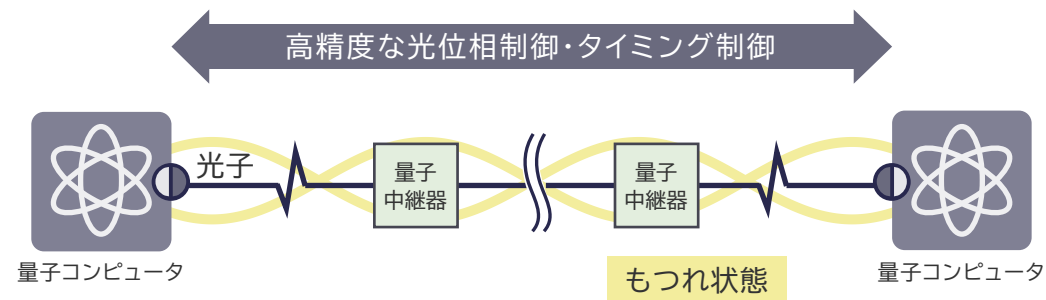 高精度な光位相制御・タイミング制御
光子
量子
中継器
量子
中継器
量子コンピュータ
量子コンピュータ
もつれ状態